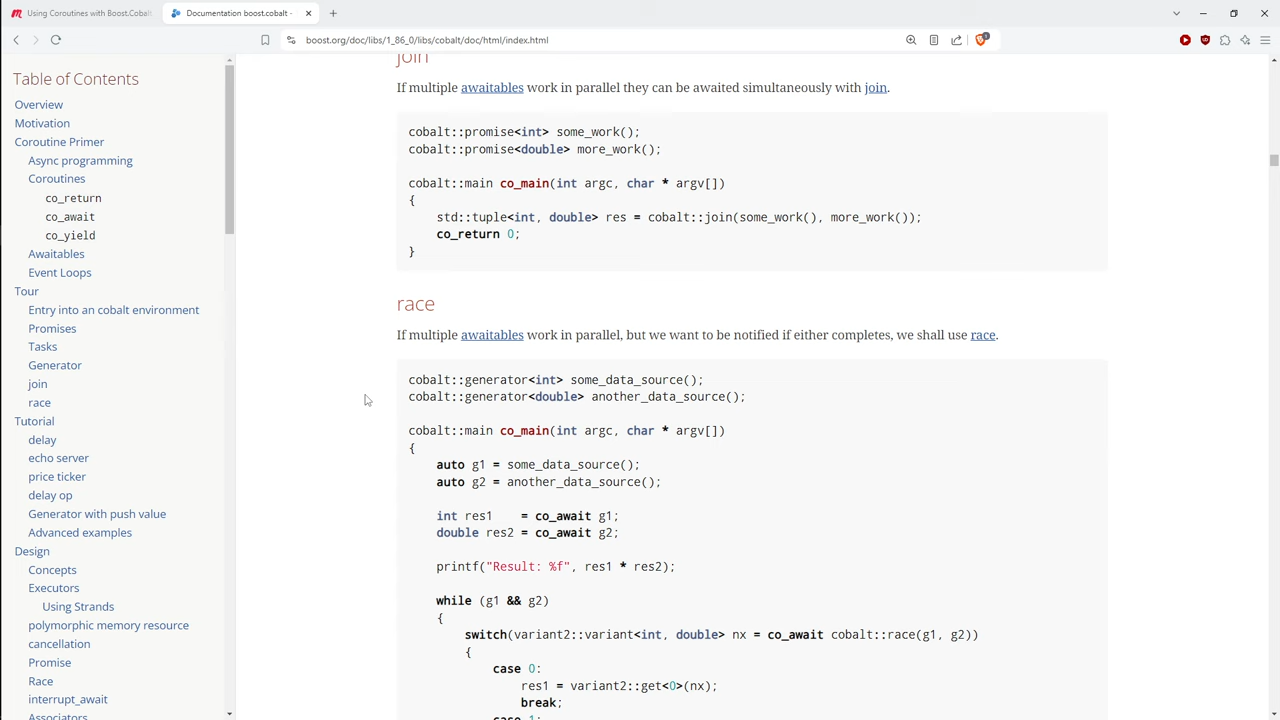 Using Coroutines with Boost.Cobalt
Documentation boost.cobalt -
boost.org/doc/libs/1_86_0/libs/cobalt/doc/html/index.html
Table of Contents
Overview
Motivation
Coroutine Primer
Async programming
Coroutines
co_return
co_await
co_yield
Awaitables
Event Loops
Tour
Entry into an cobalt environment
Promises
Tasks
Generator
join
race
Tutorial
delay
echo server
price ticker
delay op
Generator with push value
Advanced examples
Design
Concepts
Executors
Using Strands
polymorphic memory resource
cancellation
Promise
Race
interrupt_await
Associators
join
If multiple awaitables work in parallel they can be awaited simultaneously with join.
cobalt::promise<int> some_work();
cobalt::promise<double> more_work();
cobalt::main co_main(int argc, char * argv[])
{
std::tuple<int, double> res = cobalt::join(some_work(), more_work());
co_return 0;
}
race
If multiple awaitables work in parallel, but we want to be notified if either completes, we shall use race.
cobalt::generator<int> some_data_source();
cobalt::generator<double> another_data_source();
cobalt::main co_main(int argc, char * argv[])
{
auto g1 = some_data_source();
auto g2 = another_data_source();
int res1    = co_await g1;
double res2 = co_await g2;
printf("Result: %f", res1 * res2);
while (g1 && g2)
{
switch(variant2::variant<int, double> nx = co_await cobalt::race(g1, g2))
{
case 0:
res1 = variant2::get<0>(nx);
break;
case 1: